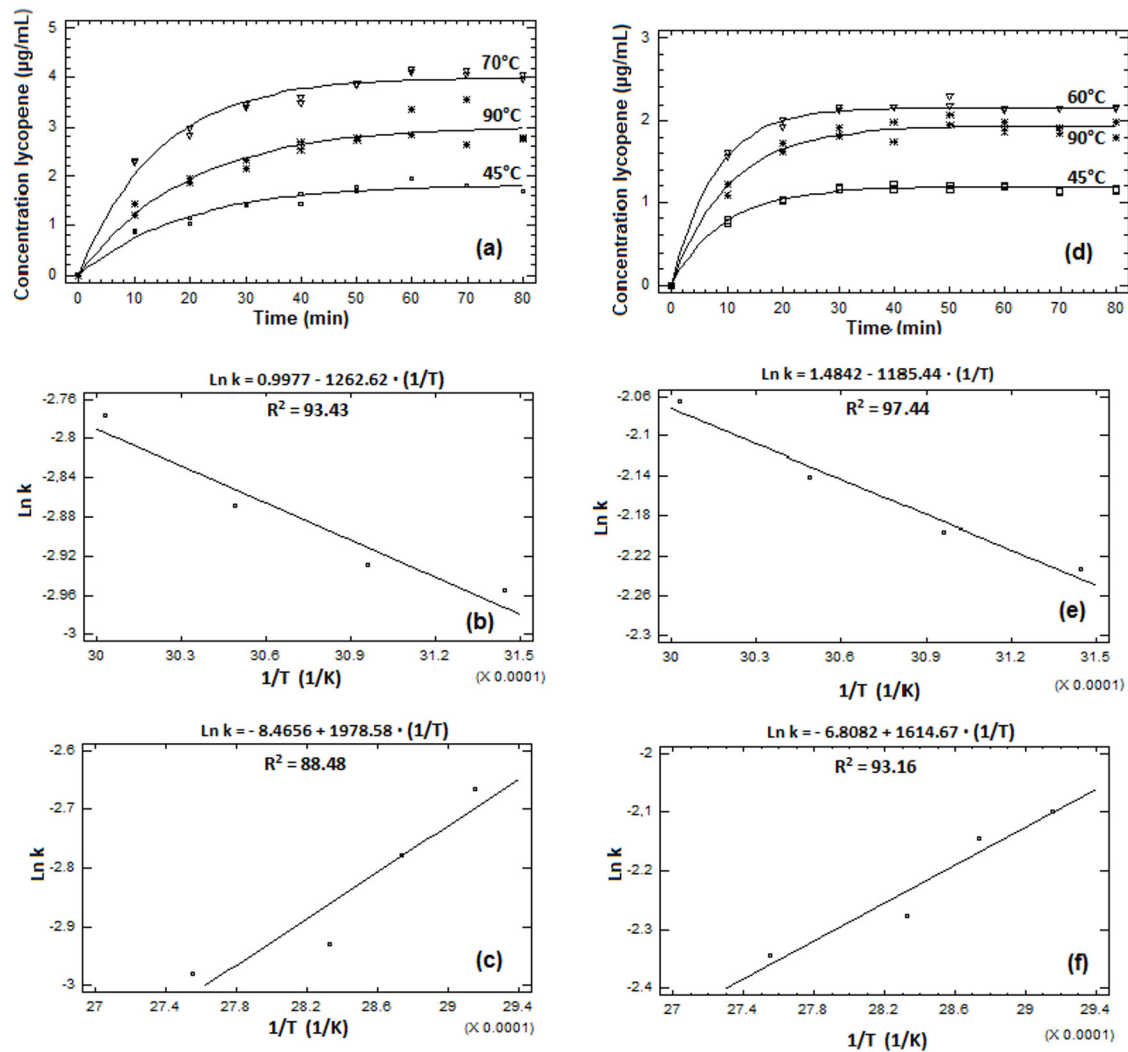 5
4
3
2
1
0
Concentration lycopene (µg/mL)
70°C
90°C
45°C
(a)
0 10 20 30 40 50 60 70 80
Time (min)
3
2
1
0
Concentration lycopene (µg/mL)
60°C
90°C
45°C
(d)
0 10 20 30 40 50 60 70 80
Time (min)
Ln k = 0.9977 - 1262.62 · (1/T)
R² = 93.43
-2.76
-2.8
-2.84
-2.88
-2.92
-2.96
-3
Ln k
(b)
30 30.3 30.6 30.9 31.2 31.5
1/T (1/K)
(X 0.0001)
Ln k = 1.4842 - 1185.44 · (1/T)
R² = 97.44
-2.06
-2.1
-2.14
-2.18
-2.22
-2.26
-2.3
Ln k
(e)
30 30.3 30.6 30.9 31.2 31.5
1/T (1/K)
(X 0.0001)
Ln k = - 8.4656 + 1978.58 · (1/T)
R² = 88.48
-2.6
-2.7
-2.8
-2.9
-3
Ln k
(c)
27 27.4 27.8 28.2 28.6 29 29.4
1/T (1/K)
(X 0.0001)
Ln k = - 6.8082 + 1614.67 · (1/T)
R² = 93.16
-2
-2.1
-2.2
-2.3
-2.4
Ln k
(f)
27 27.4 27.8 28.2 28.6 29 29.4
1/T (1/K)
(X 0.0001)